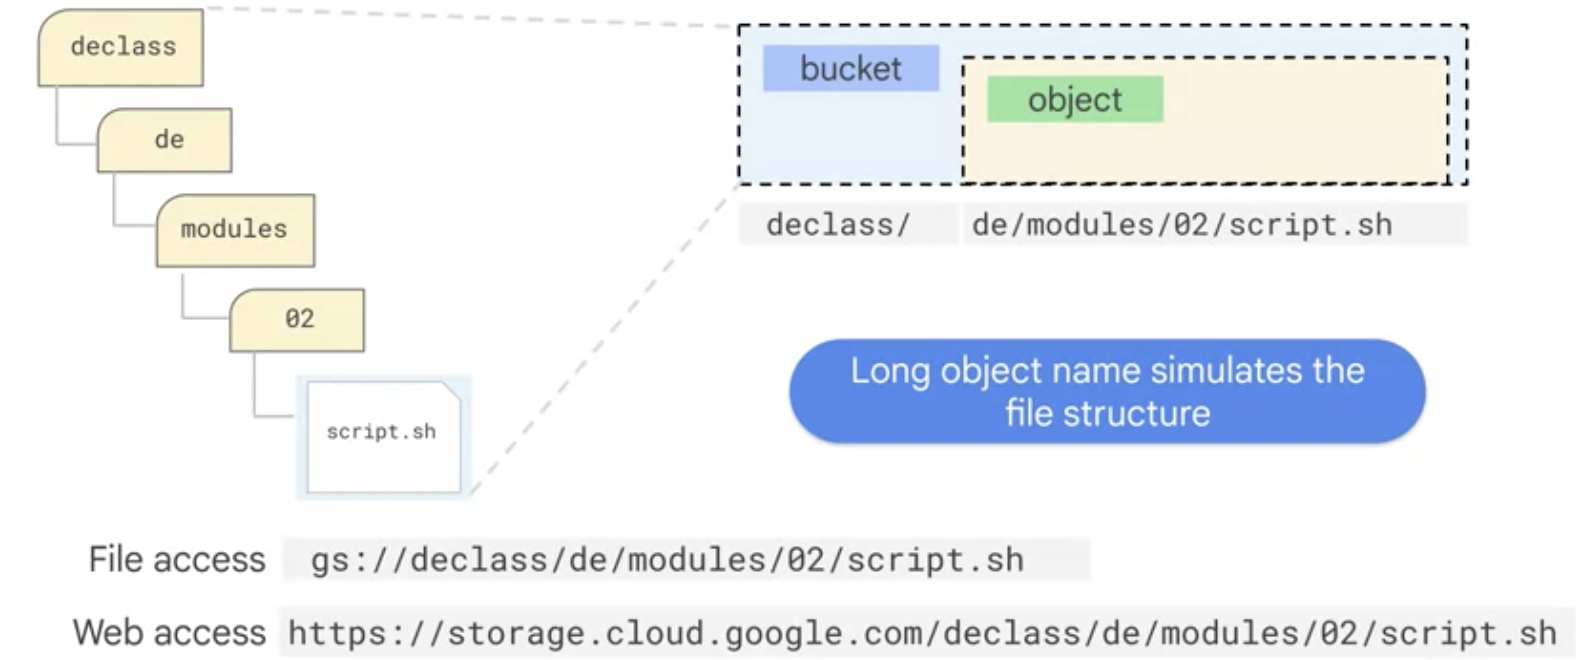 declass
de
modules
02
script.sh
bucket
object
declass/ de/modules/02/script.sh
Long object name simulates the
file structure
File access gs://declass/de/modules/02/script.sh
Web access https://storage.cloud.google.com/declass/de/modules/02/script.sh